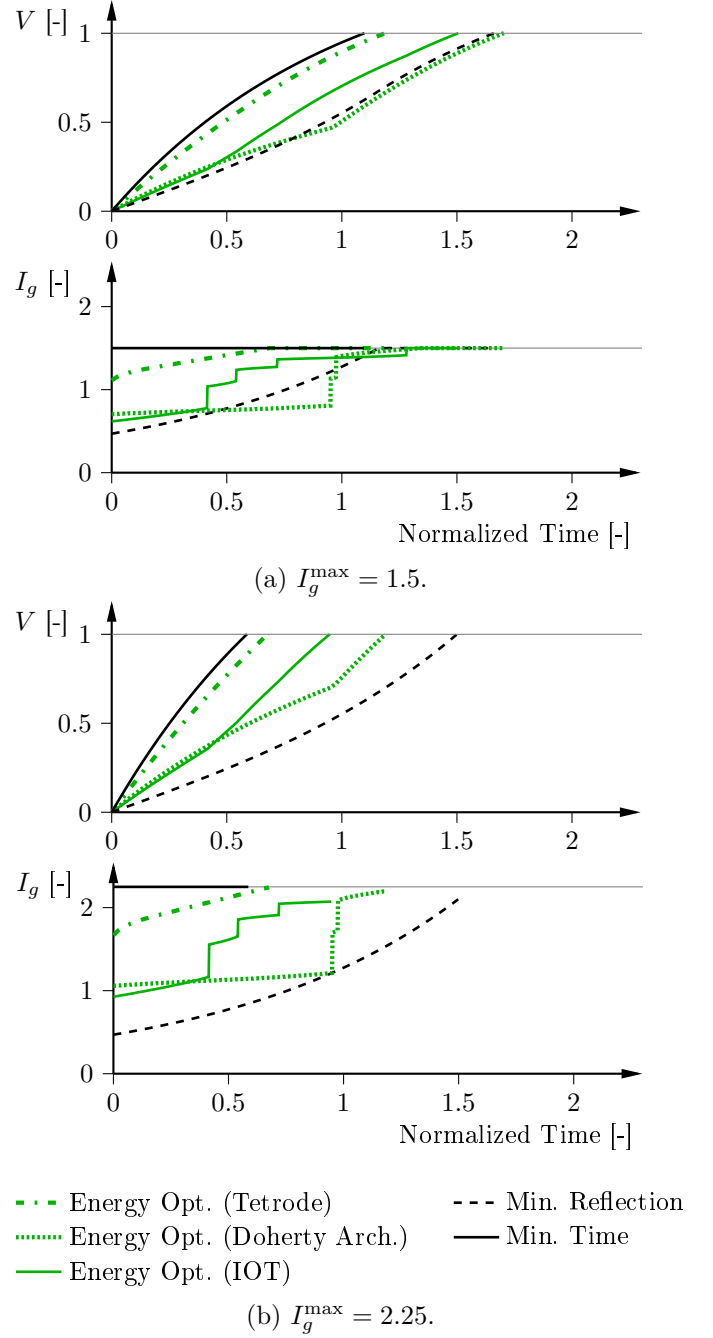 V [-]
1
0.5
0
0 0.5 1 1.5 2
I_g [-]
2
1
0
0 0.5 1 1.5 2
Normalized Time [-]
(a) I_g^max = 1.5.
V [-]
1
0.5
0
0 0.5 1 1.5 2
I_g [-]
2
1
0
0 0.5 1 1.5 2
Normalized Time [-]
Energy Opt. (Tetrode) Min. Reflection
Energy Opt. (Doherty Arch.) Min. Time
Energy Opt. (IOT)
(b) I_g^max = 2.25.